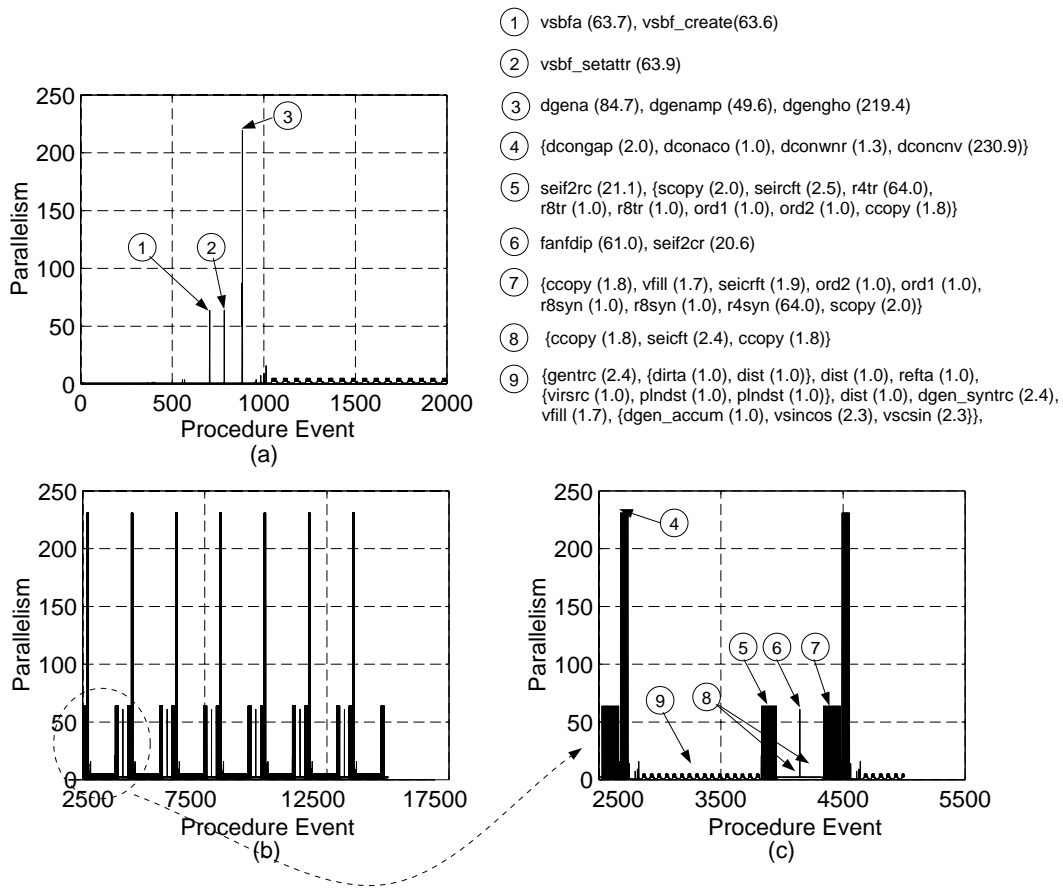 1 vsbfa (63.7), vsbf_create(63.6)
2 vsbf_setattr (63.9)
3 dgena (84.7), dgenamp (49.6), dgengho (219.4)
4 {dcongap (2.0), dconaco (1.0), dconwnr (1.3), dconcnv (230.9)}
5 seif2rc (21.1), {scopy (2.0), seircft (2.5), r4tr (64.0),
r8tr (1.0), r8tr (1.0), ord1 (1.0), ord2 (1.0), ccopy (1.8)}
6 fanfdip (61.0), seif2cr (20.6)
7 {ccopy (1.8), vfill (1.7), seicrft (1.9), ord2 (1.0), ord1 (1.0),
r8syn (1.0), r8syn (1.0), r4syn (64.0), scopy (2.0)}
8 {ccopy (1.8), seicft (2.4), ccopy (1.8)}
9 {gentrc (2.4), {dirta (1.0), dist (1.0)}, dist (1.0), refta (1.0),
{virsrc (1.0), plndst (1.0), plndst (1.0)}, dist (1.0), dgen_syntrc (2.4),
vfill (1.7), {dgen_accum (1.0), vsincos (2.3), vscsin (2.3)}},
250
200
150
100
50
0
Parallelism
1
2
3
0 500 1000 1500 2000
Procedure Event
(a)
250
200
150
100
50
0
Parallelism
2500 7500 12500 17500
Procedure Event
(b)
250
200
150
100
50
0
Parallelism
4
5
6
7
8
9
2500 3500 4500 5500
Procedure Event
(c)